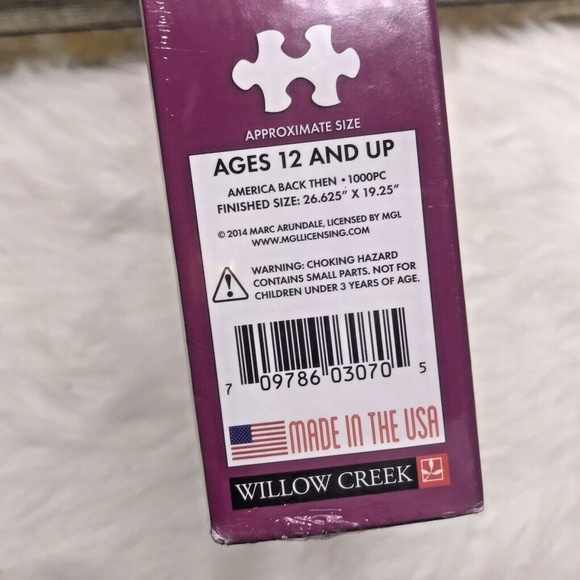 APPROXIMATE SIZE
AGES 12 AND UP
AMERICA BACK THEN • 1000PC
FINISHED SIZE: 26.625" X 19.25"
© 2014 MARC ARUNDALE, LICENSED BY MGL
WWW.MGLLICENSING.COM
WARNING: CHOKING HAZARD
CONTAINS SMALL PARTS. NOT FOR
CHILDREN UNDER 3 YEARS OF AGE.
7 09786 03070 5
MADE IN THE USA
WILLOW CREEK